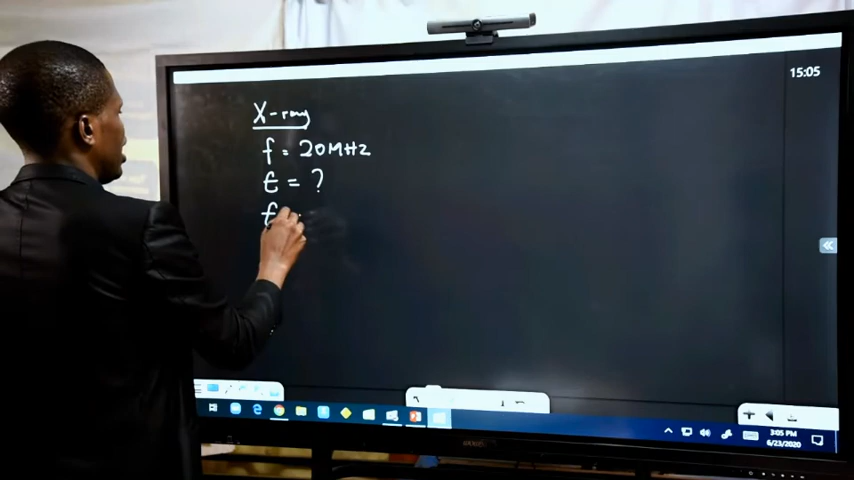 15:05
X-ray
f = 20MHz
t = ?
f
3:05 PM
6/23/2020